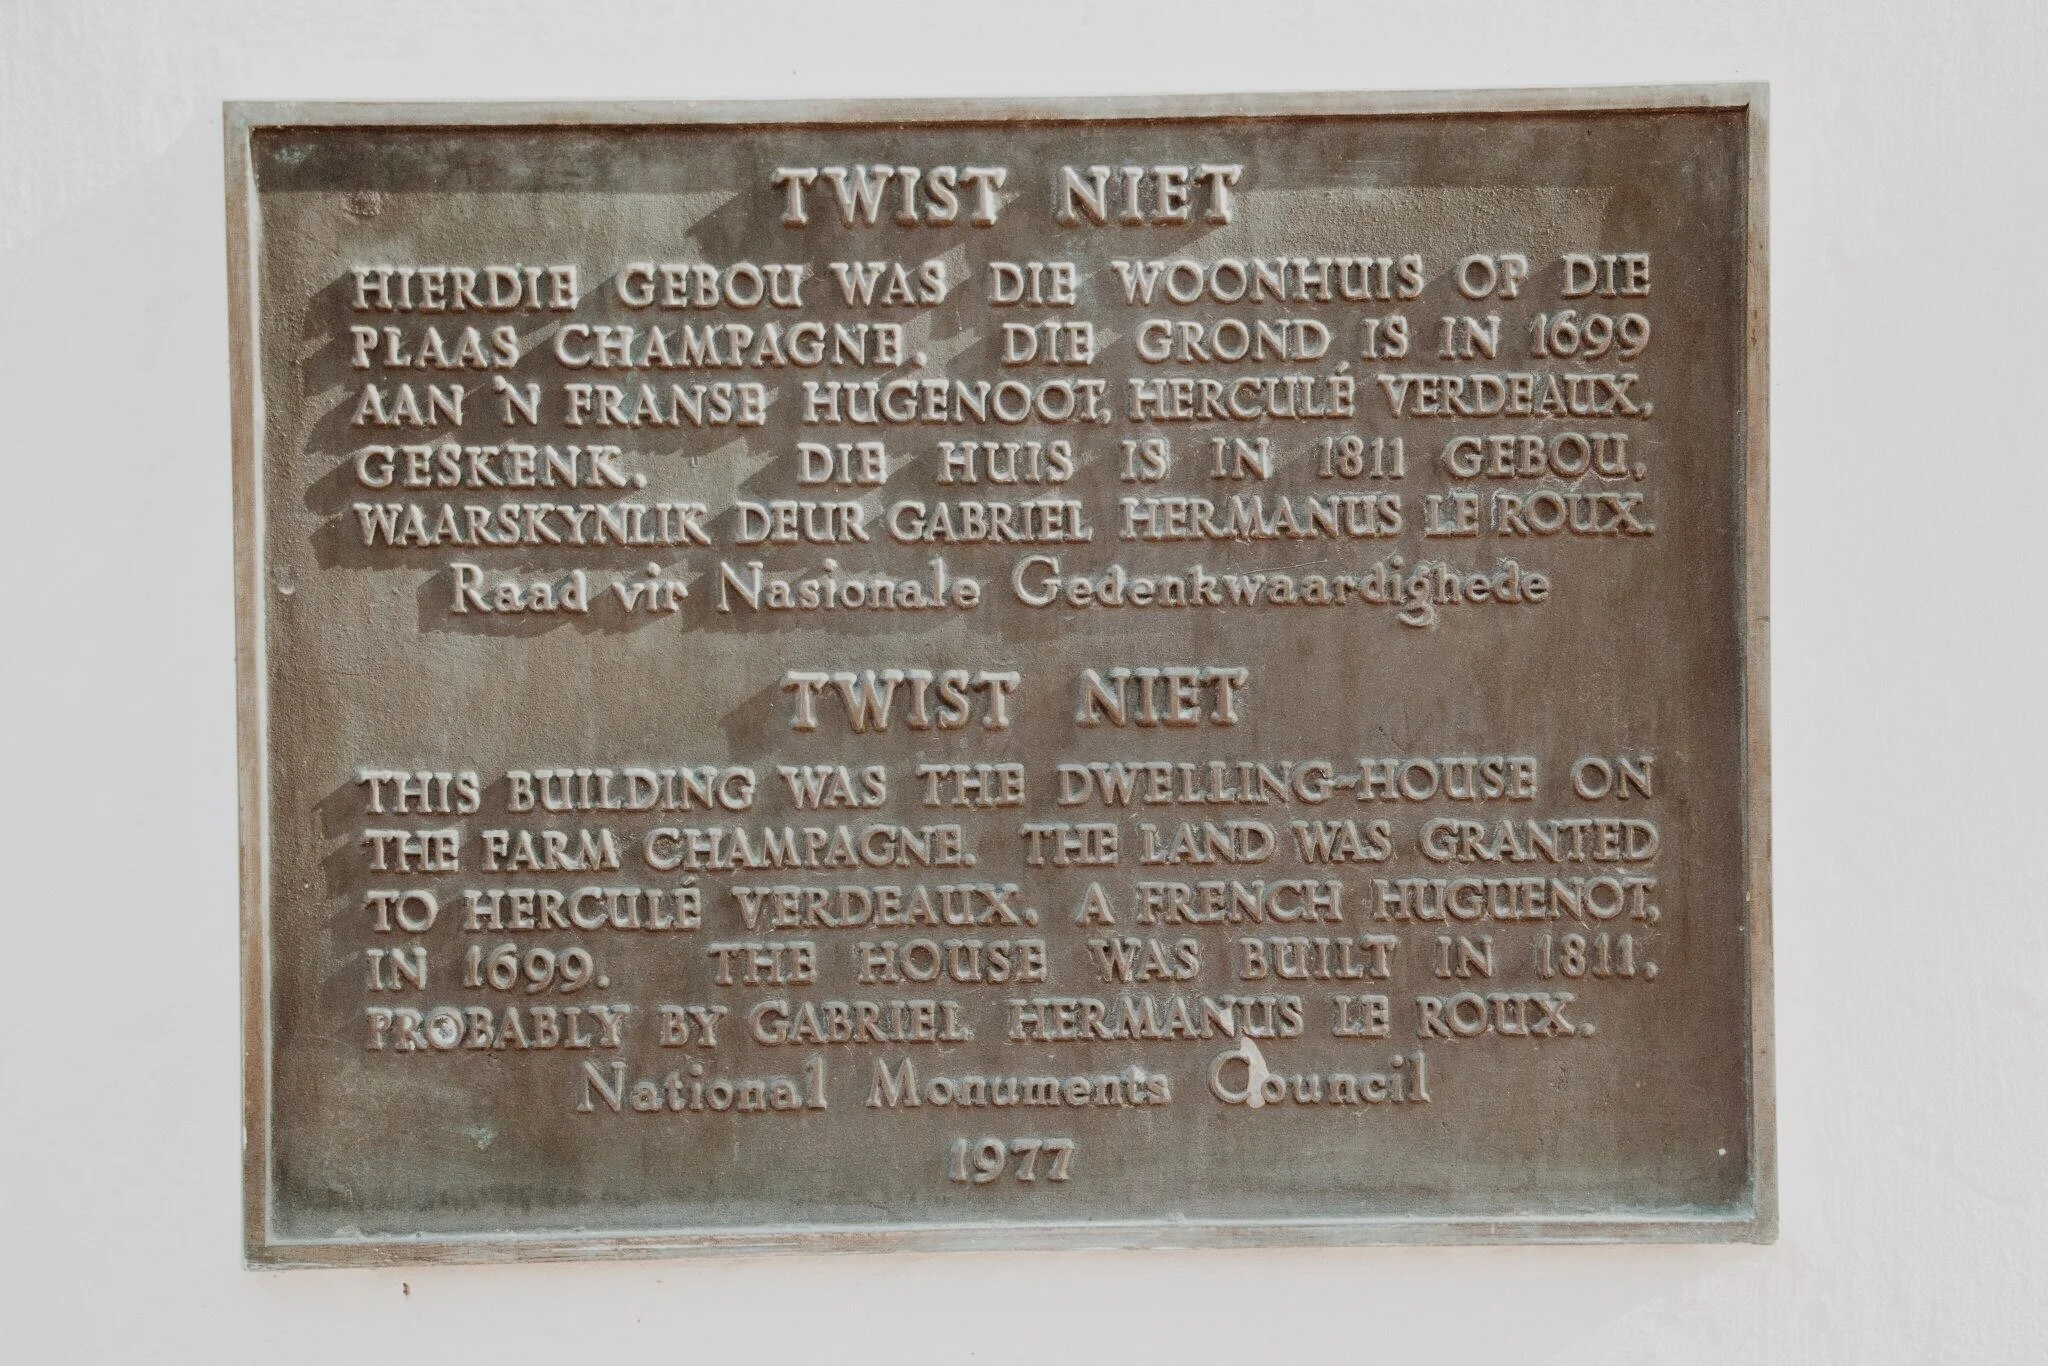 TWIST NIET
HIERDIE GEBOU WAS DIE WOONHUIS OP DIE
PLAAS CHAMPAGNE. DIE GROND IS IN 1699
AAN 'N FRANSE HUGENOOT, HERCULÉ VERDEAUX,
GESKENK. DIE HUIS IS IN 1811 GEBOU,
WAARSKYNLIK DEUR GABRIEL HERMANUS LE ROUX.
Raad vir Nasionale Gedenkwaardighede
TWIST NIET
THIS BUILDING WAS THE DWELLING-HOUSE ON
THE FARM CHAMPAGNE. THE LAND WAS GRANTED
TO HERCULÉ VERDEAUX, A FRENCH HUGUENOT,
IN 1699. THE HOUSE WAS BUILT IN 1811,
PROBABLY BY GABRIEL HERMANUS LE ROUX.
National Monuments Council
1977